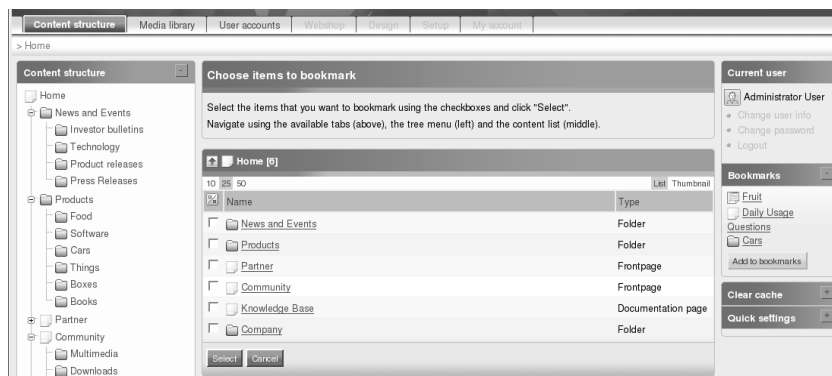 Content structure Media library User accounts Webshop Design Setup My account
> Home
Content structure
Home
News and Events
Investor bulletins
Technology
Product releases
Press Releases
Products
Food
Software
Cars
Things
Boxes
Books
Partner
Community
Multimedia
Downloads
Choose items to bookmark
Select the items that you want to bookmark using the checkboxes and click "Select".
Navigate using the available tabs (above), the tree menu (left) and the content list (middle).
Home [6]
10 25 50 List Thumbnail
Name Type
News and Events Folder
Products Folder
Partner Frontpage
Community Frontpage
Knowledge Base Documentation page
Company Folder
Select Cancel
Current user
Administrator User
Change user info
Change password
Logout
Bookmarks
Fruit
Daily Usage
Questions
Cars
Add to bookmarks
Clear cache
Quick settings